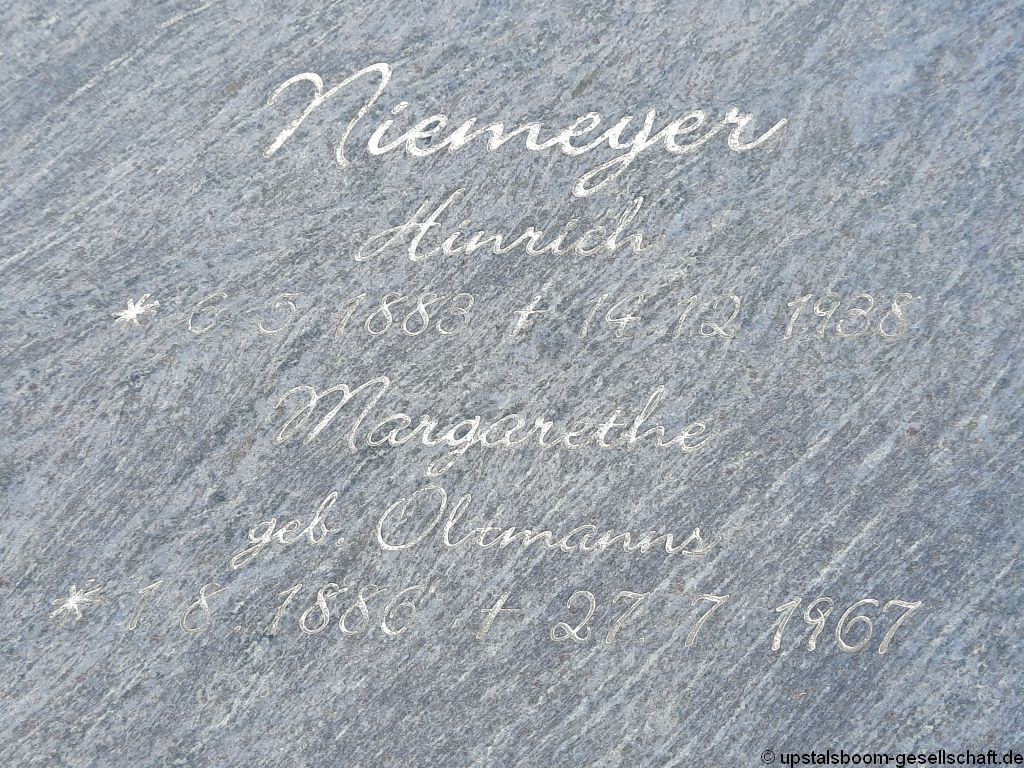 Niemeyer
Hinrich
* 6. 5. 1883 † 14. 12. 1938
Margarethe
geb. Oltmanns
* 1. 8. 1886 † 27. 7. 1967
© upstalsboom-gesellschaft.de